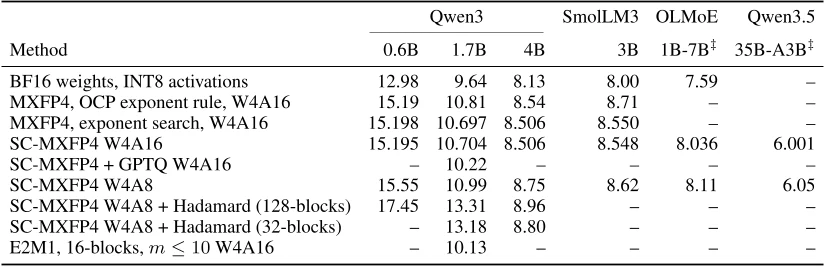 Qwen3 SmolLM3 OLMoE Qwen3.5
Method 0.6B 1.7B 4B 3B 1B-7B‡ 35B-A3B‡
BF16 weights, INT8 activations 12.98 9.64 8.13 8.00 7.59 –
MXFP4, OCP exponent rule, W4A16 15.19 10.81 8.54 8.71 – –
MXFP4, exponent search, W4A16 15.198 10.697 8.506 8.550 – –
SC-MXFP4 W4A16 15.195 10.704 8.506 8.548 8.036 6.001
SC-MXFP4 + GPTQ W4A16 – 10.22 – – – –
SC-MXFP4 W4A8 15.55 10.99 8.75 8.62 8.11 6.05
SC-MXFP4 W4A8 + Hadamard (128-blocks) 17.45 13.31 8.96 – – –
SC-MXFP4 W4A8 + Hadamard (32-blocks) – 13.18 8.80 – – –
E2M1, 16-blocks, m ≤ 10 W4A16 – 10.13 – – – –